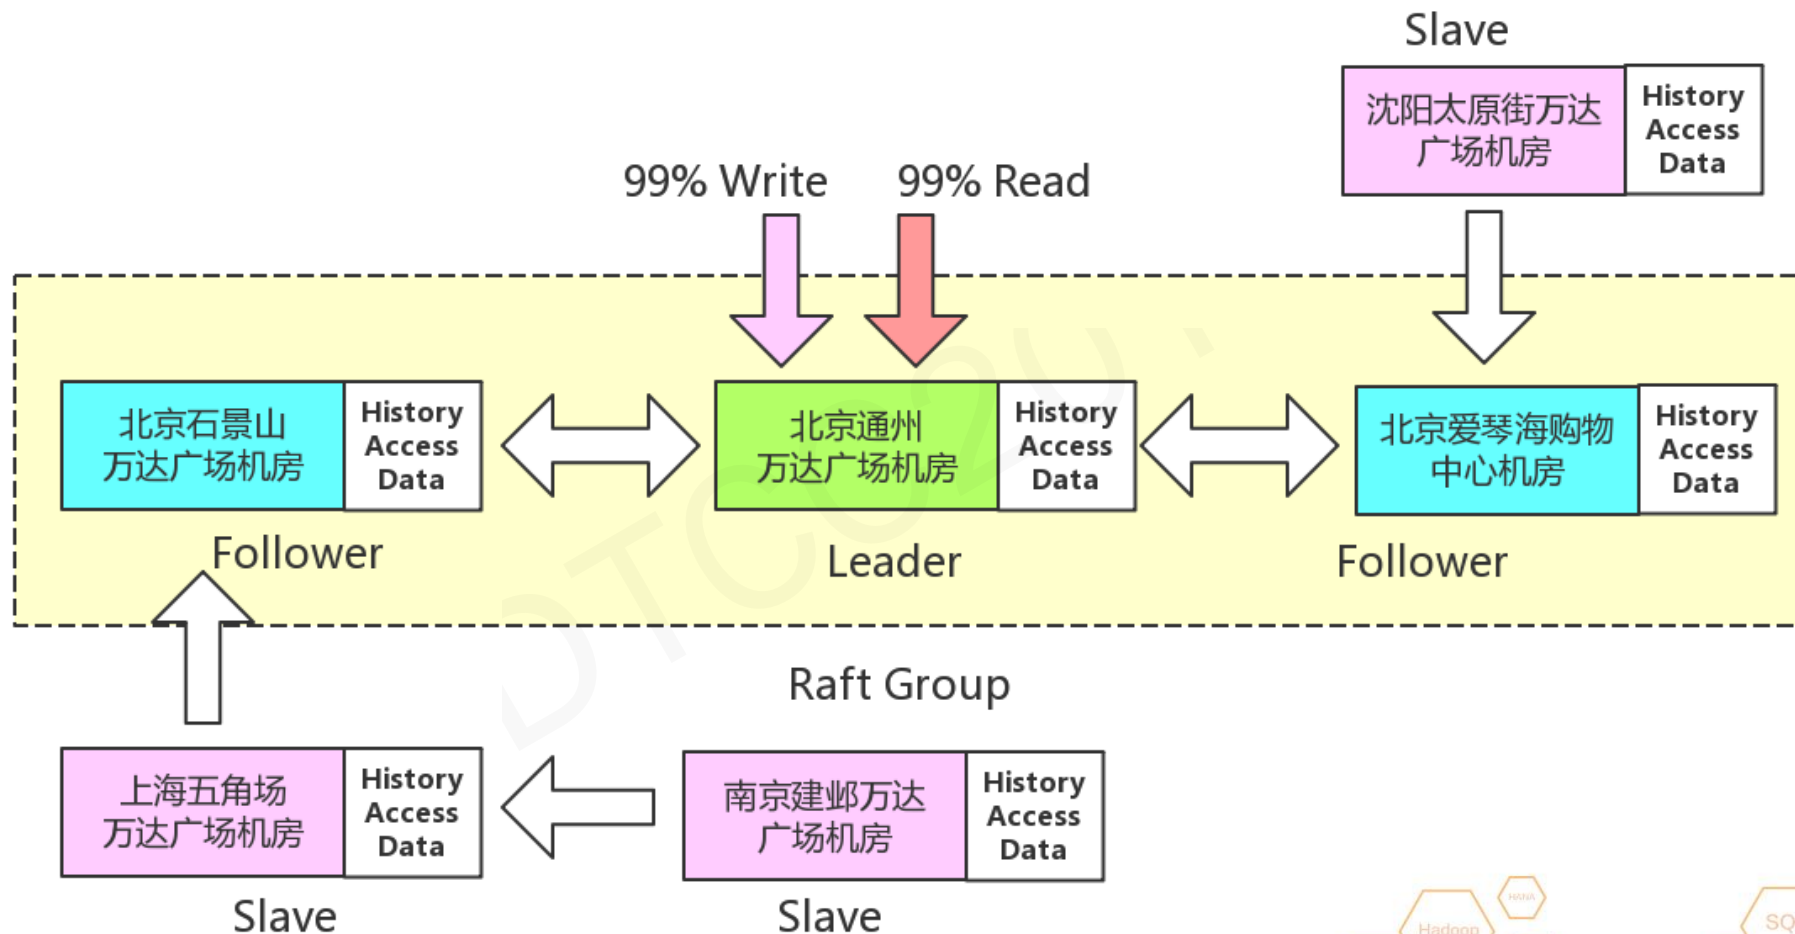 Slave
沈阳太原街万达
广场机房
History
Access
Data
99% Write
99% Read
北京石景山
万达广场机房
History
Access
Data
Follower
北京通州
万达广场机房
History
Access
Data
Leader
北京爱琴海购物
中心机房
History
Access
Data
Follower
Raft Group
上海五角场
万达广场机房
History
Access
Data
Slave
南京建邺万达
广场机房
History
Access
Data
Slave
HANA
Hadoop
SQ